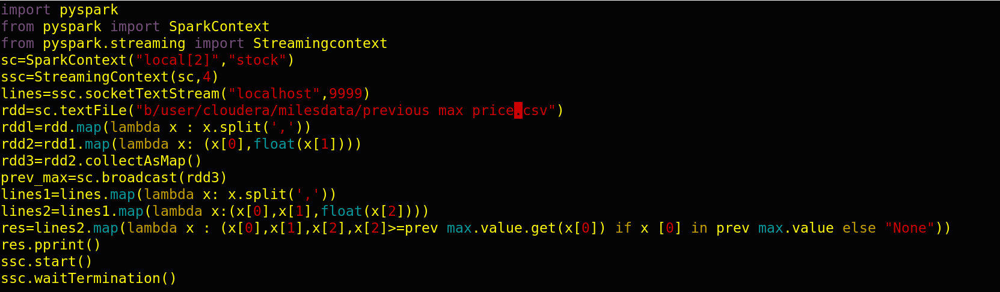 import pyspark
from pyspark import SparkContext
from pyspark.streaming import Streamingcontext
sc=SparkContext("local[2]","stock")
ssc=StreamingContext(sc,4)
lines=ssc.socketTextStream("localhost",9999)
rdd=sc.textFiLe("b/user/cloudera/milesdata/previous max price.csv")
rddl=rdd.map(lambda x : x.split(','))
rdd2=rdd1.map(lambda x: (x[0],float(x[1])))
rdd3=rdd2.collectAsMap()
prev_max=sc.broadcast(rdd3)
lines1=lines.map(lambda x: x.split(','))
lines2=lines1.map(lambda x:(x[0],x[1],float(x[2])))
res=lines2.map(lambda x : (x[0],x[1],x[2],x[2]>=prev max.value.get(x[0]) if x [0] in prev max.value else "None"))
res.pprint()
ssc.start()
ssc.waitTermination()